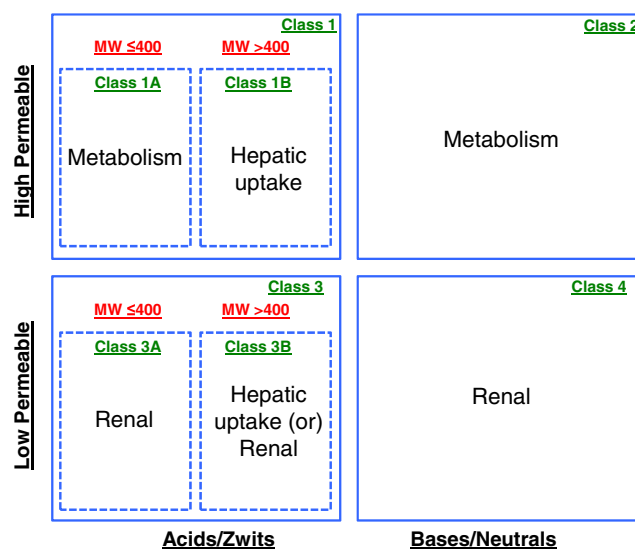 Class 1
Class 2
MW ≤400
MW >400
Class 1A
Class 1B
Metabolism
Hepatic
uptake
Metabolism
High Permeable
Class 3
Class 4
MW ≤400
MW >400
Class 3A
Class 3B
Renal
Hepatic
uptake (or)
Renal
Renal
Low Permeable
Acids/Zwits
Bases/Neutrals